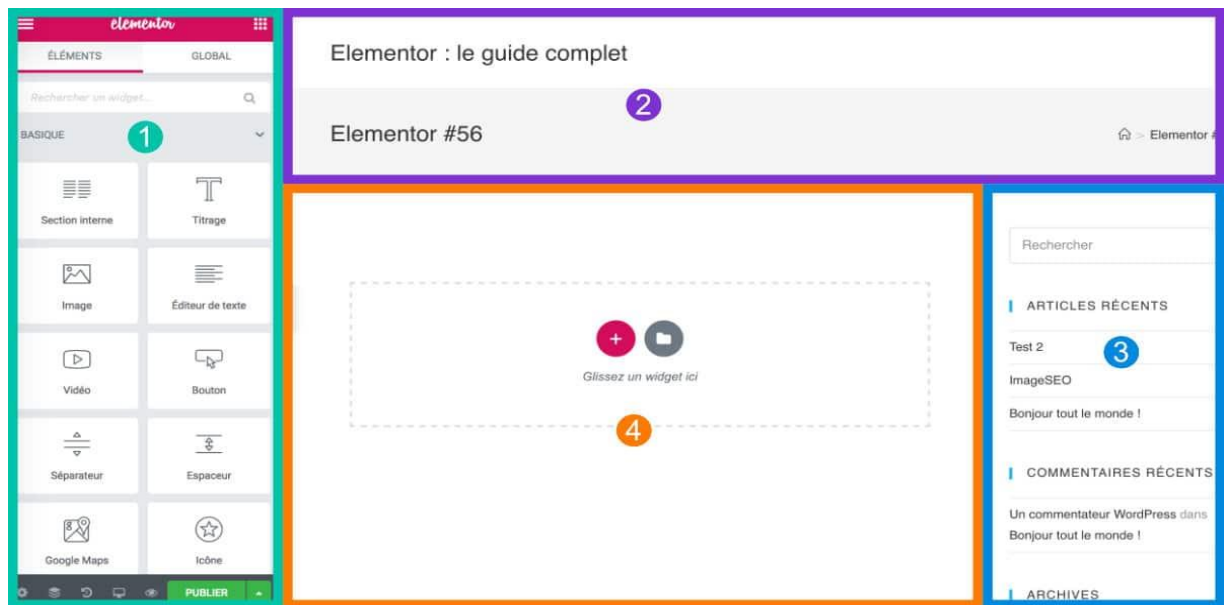 elementor
ÉLÉMENTS
GLOBAL
Rechercher un widget...
BASIQUE
1
Section interne
Titrage
Image
Éditeur de texte
Vidéo
Bouton
Séparateur
Espaceur
Google Maps
Icône
PUBLIER
Elementor : le guide complet
2
Elementor #56
> Elementor #
Rechercher
ARTICLES RÉCENTS
Test 2
3
ImageSEO
Bonjour tout le monde !
COMMENTAIRES RÉCENTS
Un commentateur WordPress dans
Bonjour tout le monde !
ARCHIVES
+
Glissez un widget ici
4